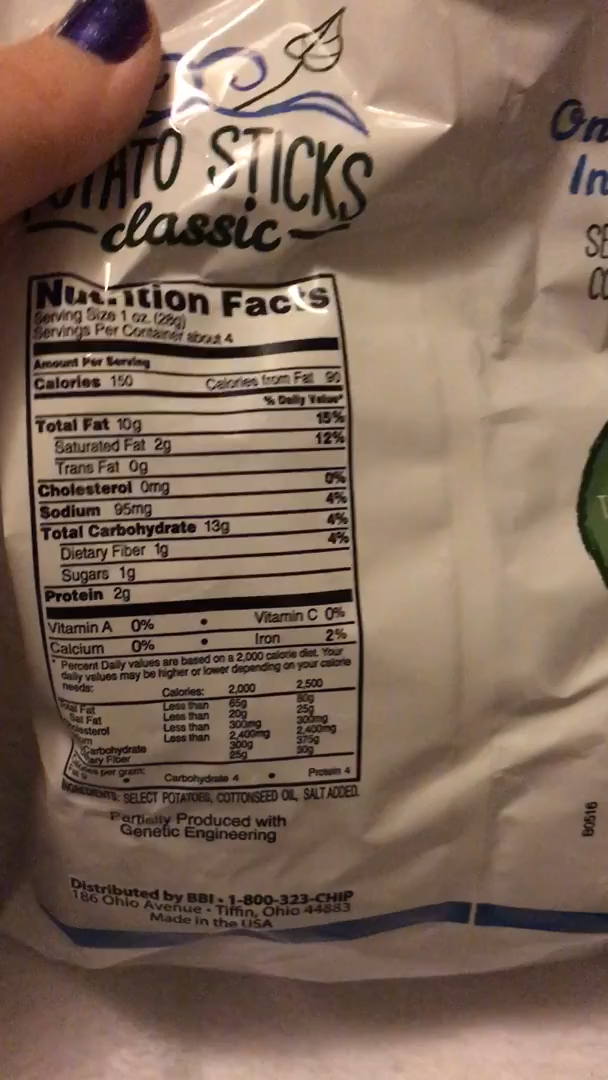 STICKS
classic
Nutrition Facts
Serving Size 1 oz. (28g)
Servings Per Container about 4
Amount Per Serving
Calories 150 Calories from Fat 90
% Daily Value*
Total Fat 10g 15%
Saturated Fat 2g 12%
Trans Fat 0g
Cholesterol 0mg 0%
Sodium 95mg 4%
Total Carbohydrate 13g 4%
Dietary Fiber 1g 4%
Sugars 1g
Protein 2g
Vitamin A 0% • Vitamin C 0%
Calcium 0% • Iron 2%
* Percent Daily values are based on a 2,000 calorie diet. Your
daily values may be higher or lower depending on your calorie
needs:
Calories: 2,000 2,500
Fat Less than 65g 80g
Sat Fat Less than 20g 25g
Less than 300mg 300mg
Less than 2,400mg 2,400mg
Carbohydrate 300g 375g
Fiber 25g 30g
per gram:
• Carbohydrate 4 • Protein 4
INGREDIENTS: SELECT POTATOES, COTTONSEED OIL, SALT ADDED.
Partially Produced with
Genetic Engineering
Distributed by BBI • 1-800-323-CHIP
186 Ohio Avenue • Tiffin, Ohio 44883
Made in the USA
On
In
SE
CO
B0516